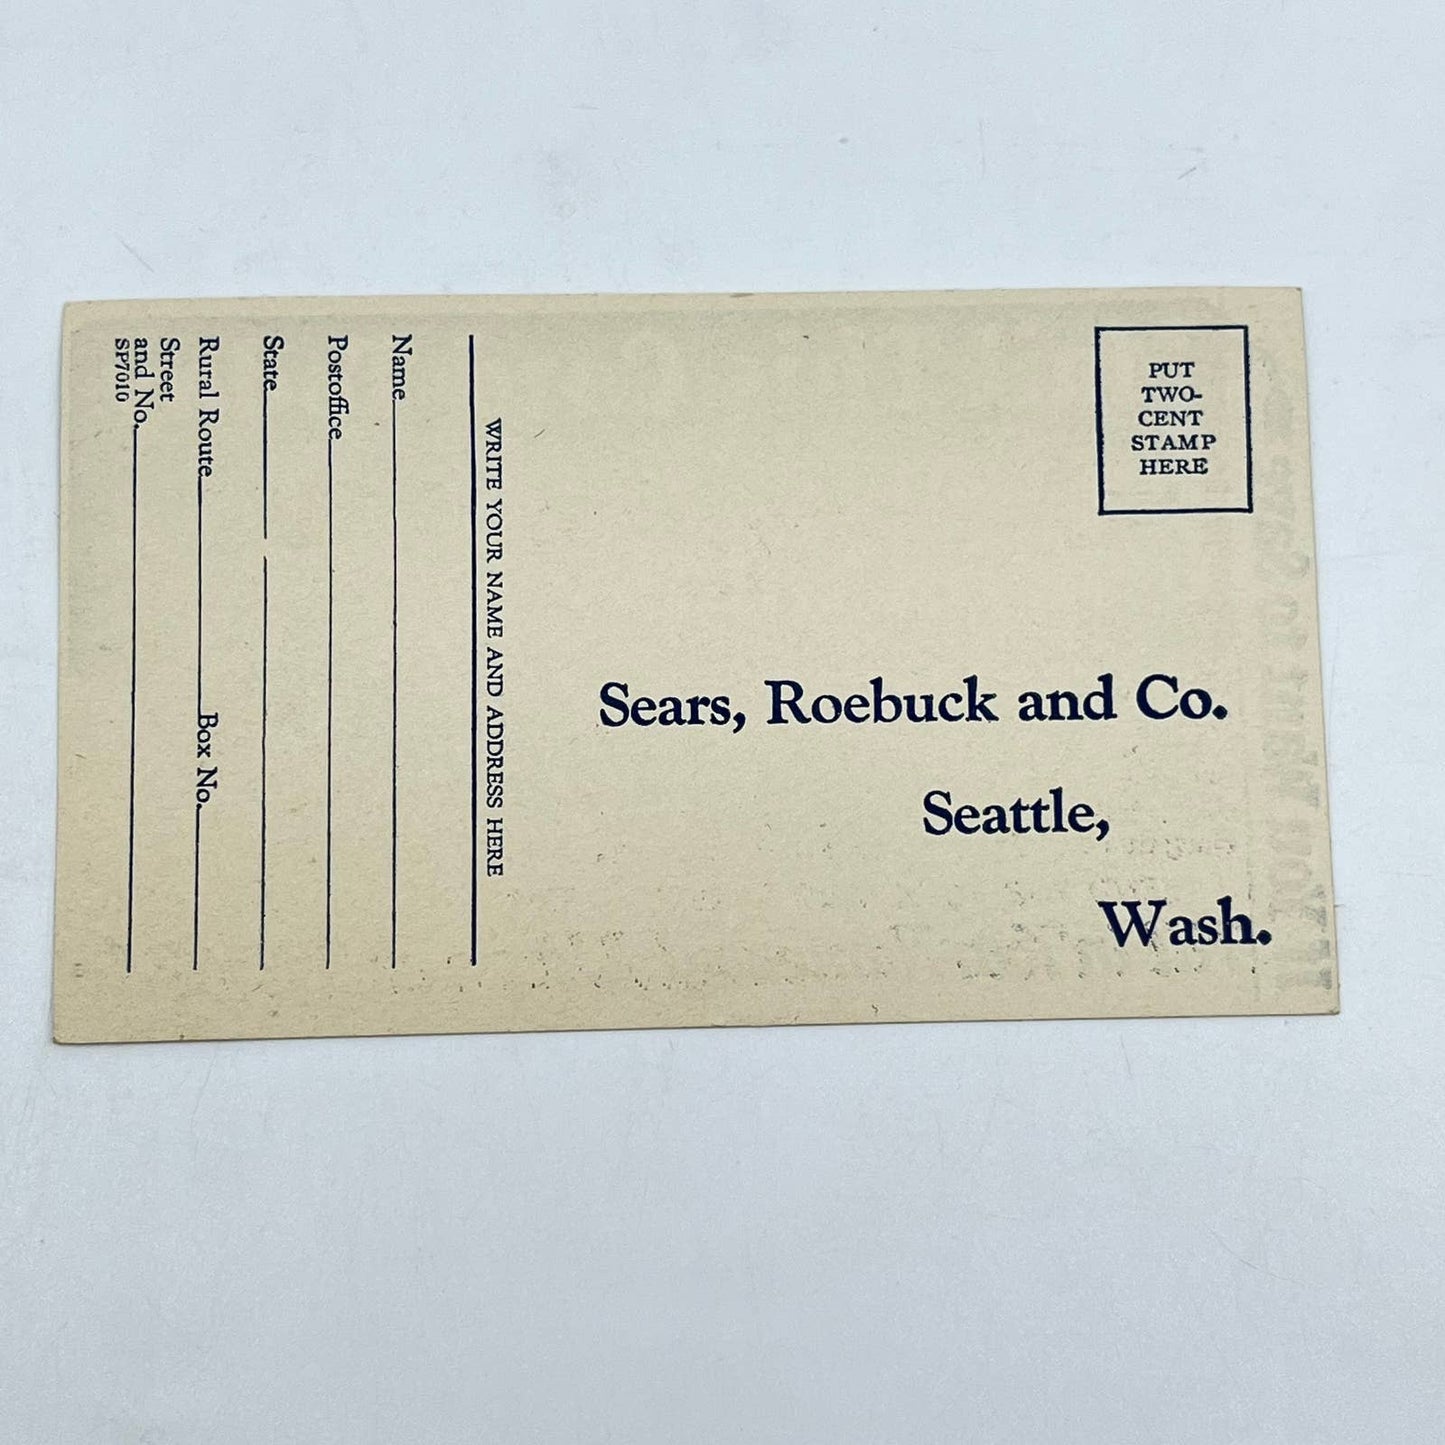 PUT
TWO-
CENT
STAMP
HERE
Sears, Roebuck and Co.
Seattle,
Wash.
WRITE YOUR NAME AND ADDRESS HERE
Name
Postoffice
State
Rural Route Box No.
Street
and No.
SP7010